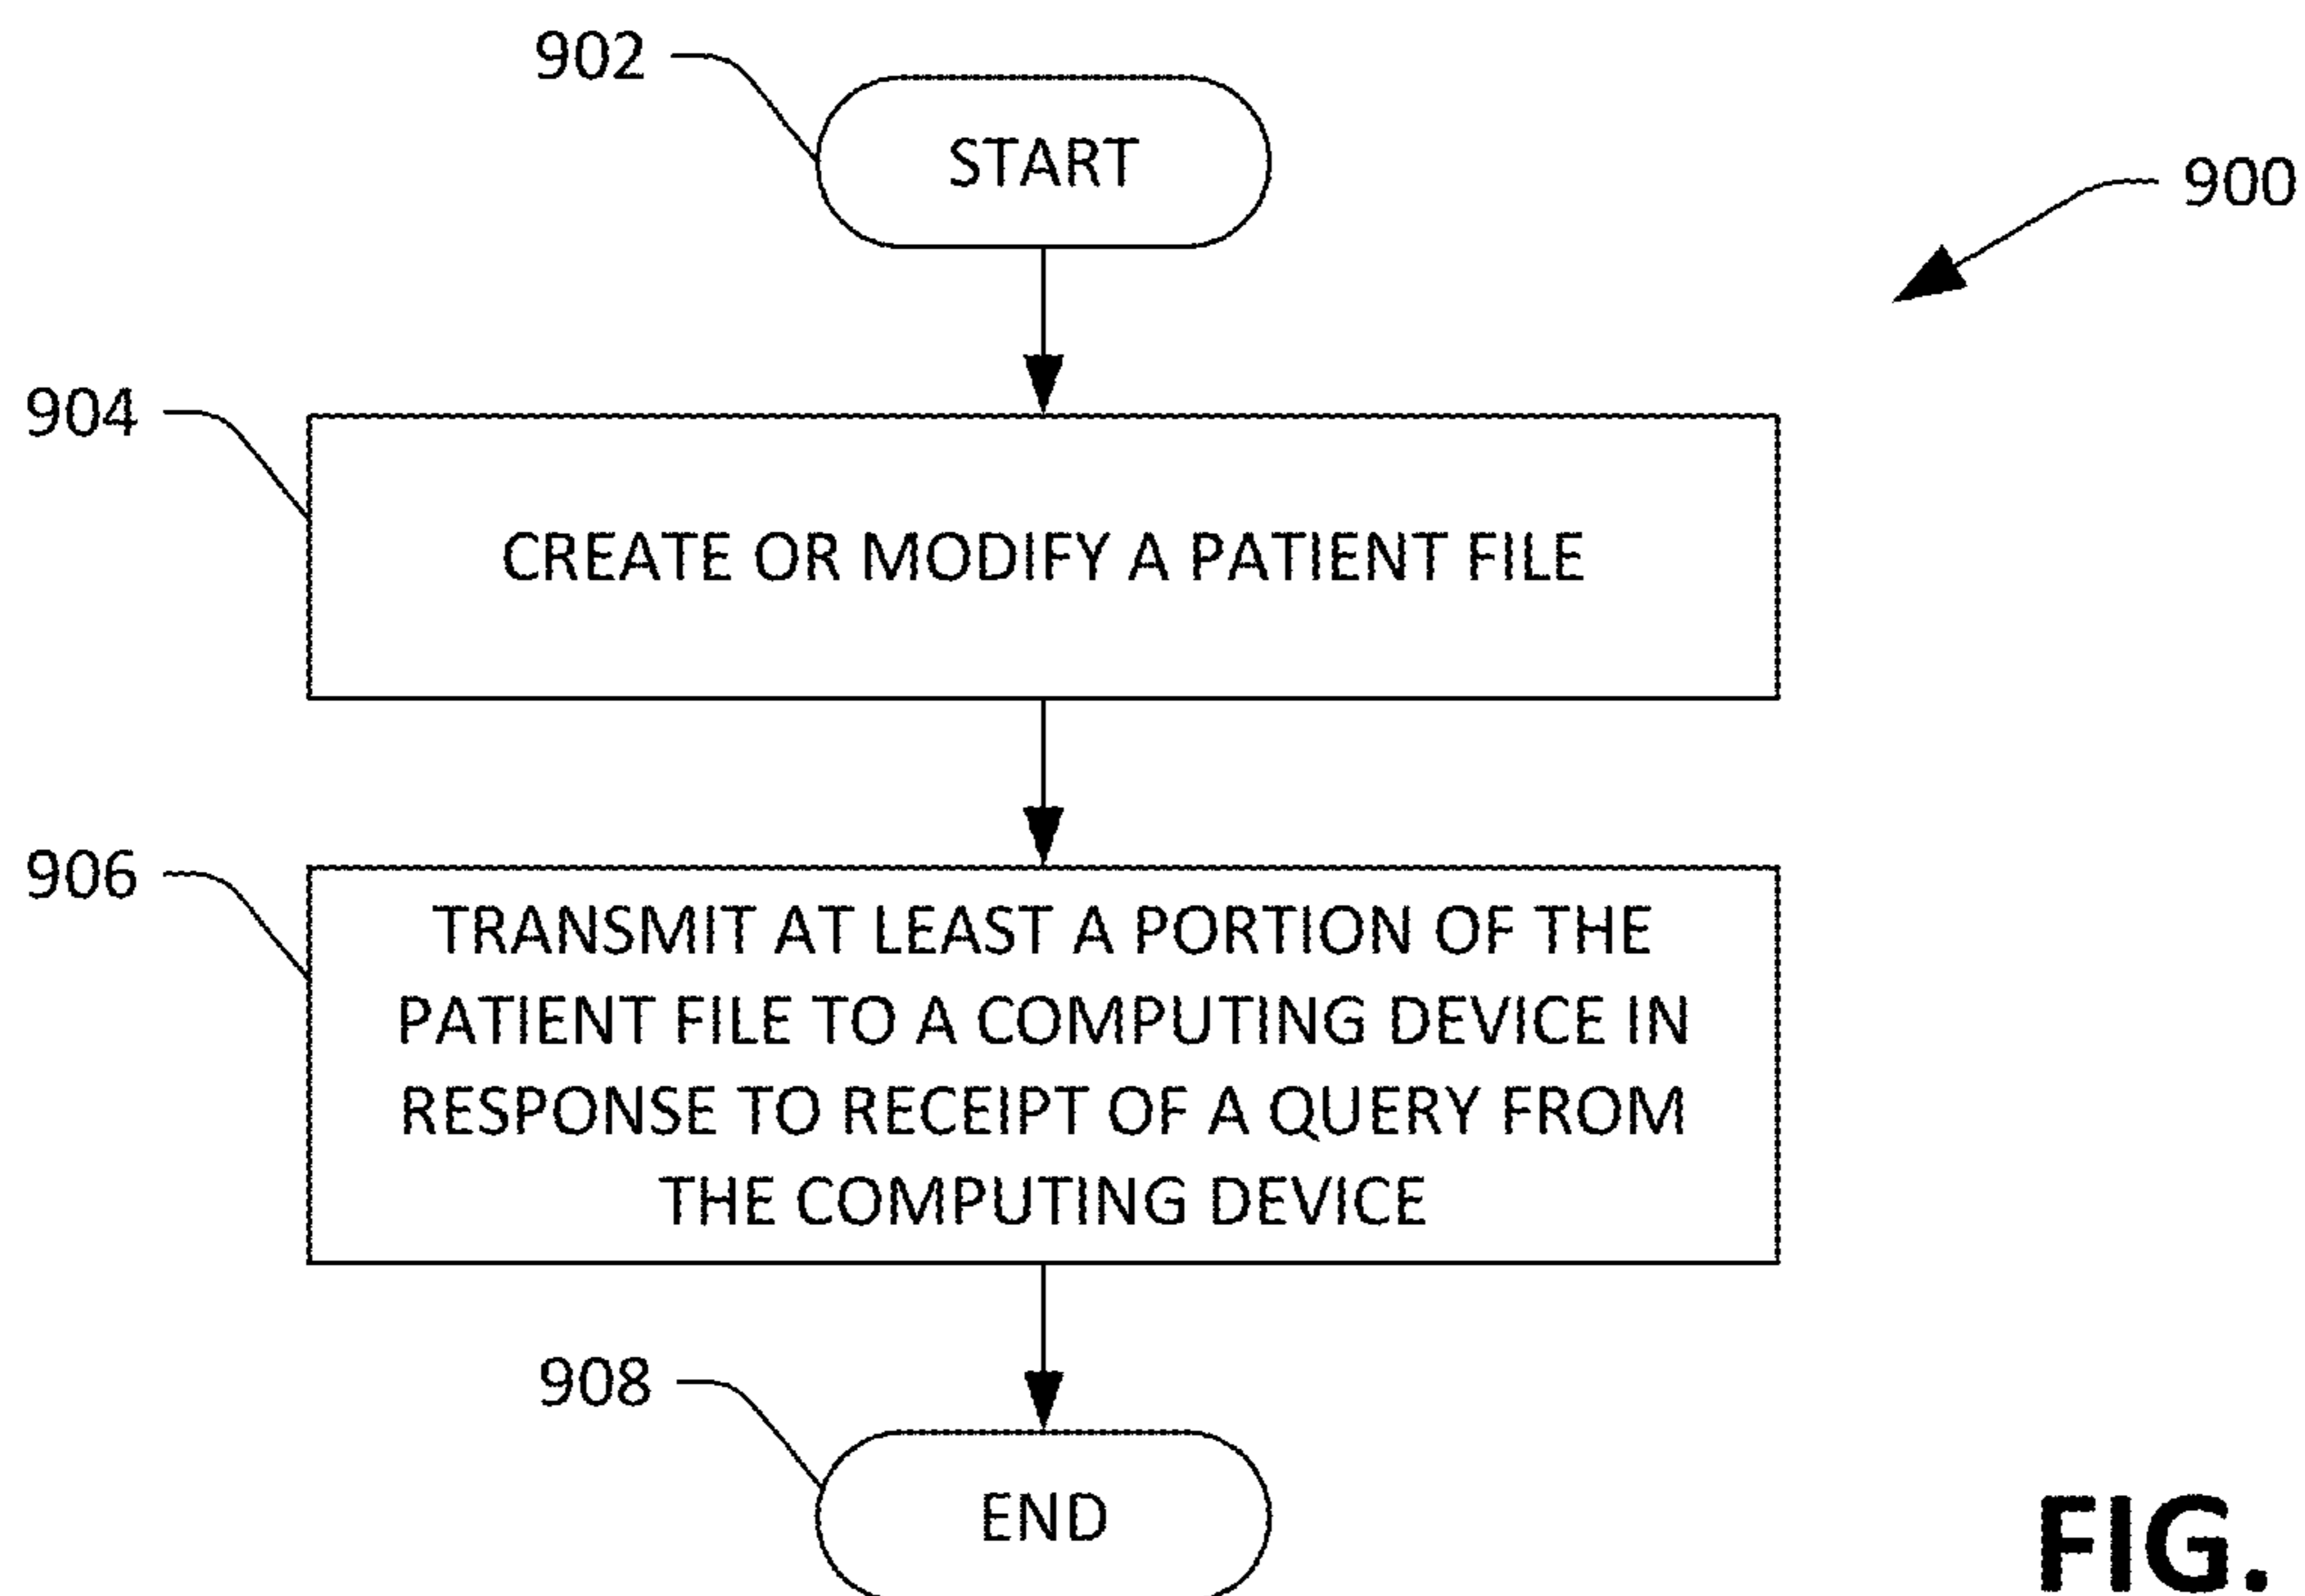 902
START
900
904
CREATE OR MODIFY A PATIENT FILE
906
TRANSMIT AT LEAST A PORTION OF THE
PATIENT FILE TO A COMPUTING DEVICE IN
RESPONSE TO RECEIPT OF A QUERY FROM
THE COMPUTING DEVICE
908
END
FIG.